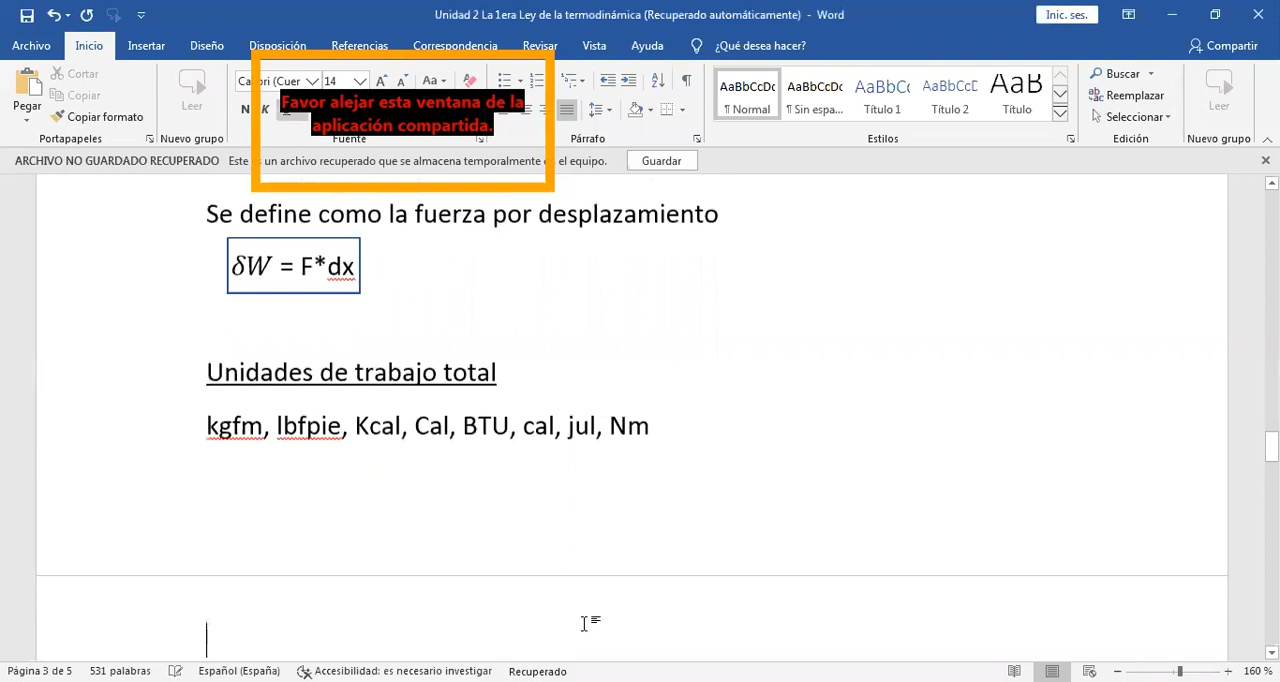 Unidad 2 La 1era Ley de la termodinámica (Recuperado automáticamente) - Word
Inic. ses.
Archivo Inicio Insertar Diseño Disposición Referencias Correspondencia Revisar Vista Ayuda ¿Qué desea hacer? Compartir
Pegar
Cortar
Copiar
Copiar formato
Portapapeles
Leer
Nuevo grupo
14
Aa
N K
Fuente
Favor alejar esta ventana de la
aplicación compartida.
Párrafo
AaBbCcDc AaBbCcDc AaBbCc AaBbCcD AaB
¶ Normal ¶ Sin espa... Título 1 Título 2 Título
Estilos
Buscar
Reemplazar
Seleccionar
Edición
Leer
Nuevo grupo
ARCHIVO NO GUARDADO RECUPERADO Este es un archivo recuperado que se almacena temporalmente el equipo. Guardar
Se define como la fuerza por desplazamiento
δW = F*dx
Unidades de trabajo total
kgfm, lbfpie, Kcal, Cal, BTU, cal, jul, Nm
Página 3 de 5 531 palabras Español (España) Accesibilidad: es necesario investigar Recuperado 160 %